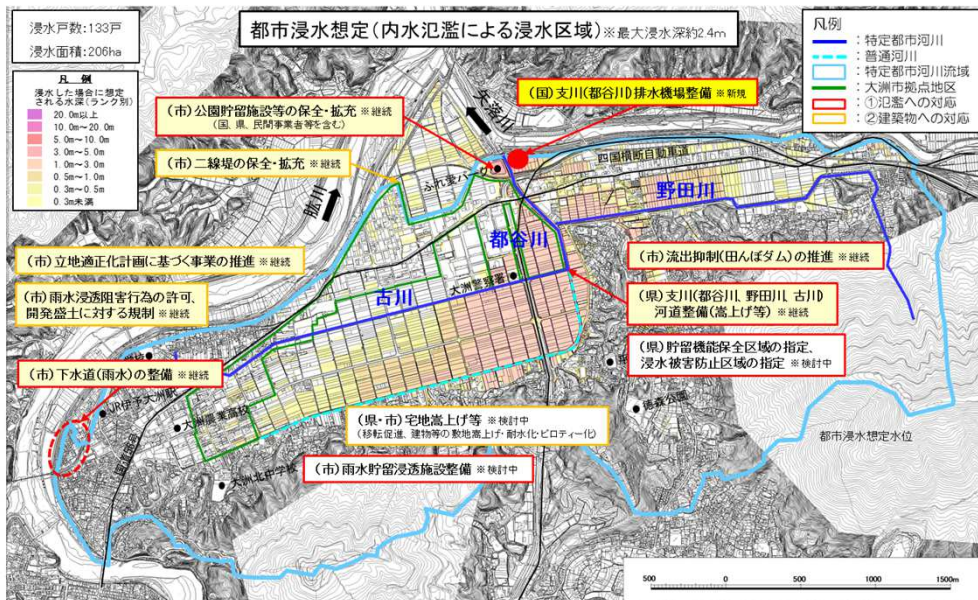 浸水戸数:133戸
浸水面積:206ha
都市浸水想定(内水氾濫による浸水区域)※最大浸水深約2.4m
凡例
浸水した場合に想定
される水深(ランク別)
20.0m以上
10.0m~20.0m
5.0m~10.0m
3.0m~5.0m
1.0m~3.0m
0.5m~1.0m
0.3m~0.5m
0.3m未満
凡例
:特定都市河川
:普通河川
:特定都市河川流域
:大洲市拠点地区
:①氾濫への対応
:②建築物への対応
(市)公園貯留施設等の保全・拡充 ※継続
(国、県、民間事業者等を含む)
(国)支川(都谷川)排水機場整備 ※新規
(市)二線堤の保全・拡充 ※継続
矢落川
肱川
ふれ愛パーク
四国横断自動車道
野田川
都谷川
古川
大洲警察署
(市)立地適正化計画に基づく事業の推進 ※継続
(市)雨水浸透阻害行為の許可、
開発盛土に対する規制 ※継続
(市)下水道(雨水)の整備 ※継続
(市)流出抑制(田んぼダム)の推進 ※継続
(県)支川(都谷川、野田川、古川)
河道整備(嵩上げ等) ※継続
(県)貯留機能保全区域の指定、
浸水被害防止区域の指定 ※検討中
JR伊予大洲駅
大洲農業高校
大洲北中学校
徳森公園
(県・市)宅地嵩上げ等 ※検討中
(移転促進、建物等の敷地嵩上げ・耐水化・ピロティー化)
(市)雨水貯留浸透施設整備 ※検討中
都市浸水想定水位
500 0 500 1000 1500m